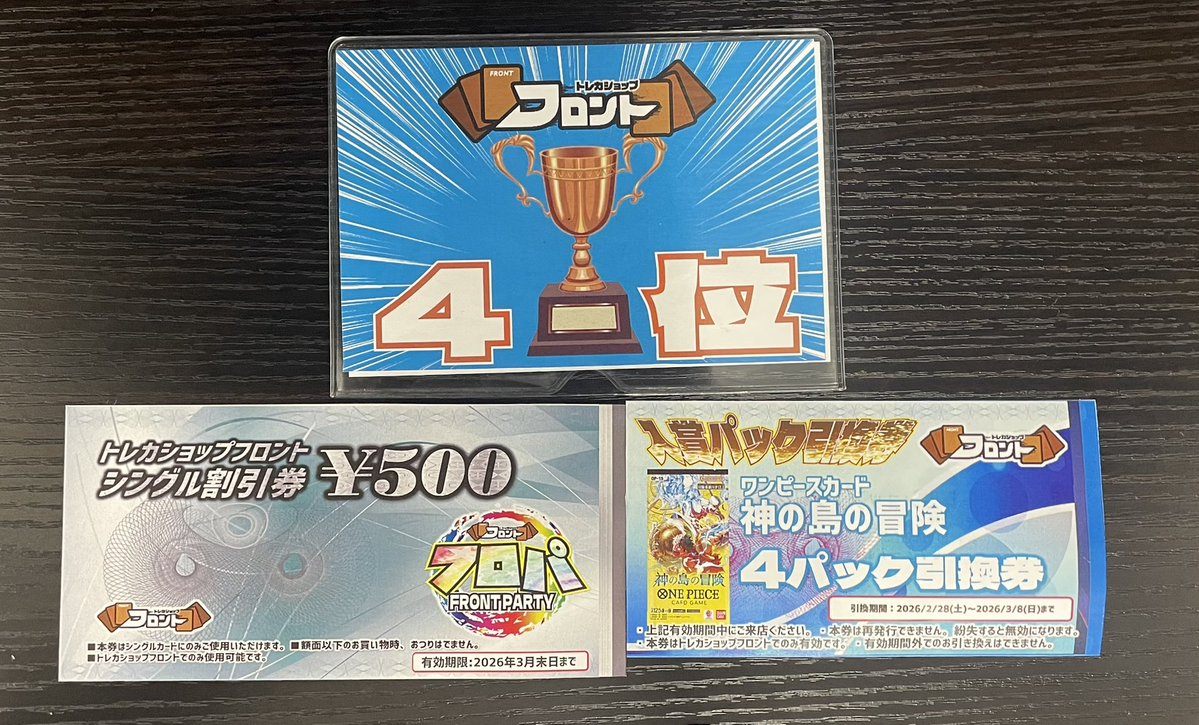 FRONT
トレカショップ
フロント
4位
トレカショップフロント
シングル割引券 ¥500
フロント
フロパ
FRONTPARTY
トレカショップ
フロント
■本券はシングルカードにのみご使用いただけます。 ■額面以下のお買い物時、おつりはでません。
■トレカショップフロントでのみ使用可能です。
有効期限:2026年3月末日まで
入賞パック引換券
FRONT
トレカショップ
フロント
OP-15
ワンピースカード
神の島の冒険
4パック引換券
神の島の冒険
ONE PIECE
CARD GAME
引換期間:2026/2/28(土)～2026/3/8(日)まで
・上記有効期間中にご来店ください。 ・本券は再発行できません。紛失すると無効になります。
・本券はトレカショップフロントでのみ有効です。 ・有効期間外でのお引き換えはできません。